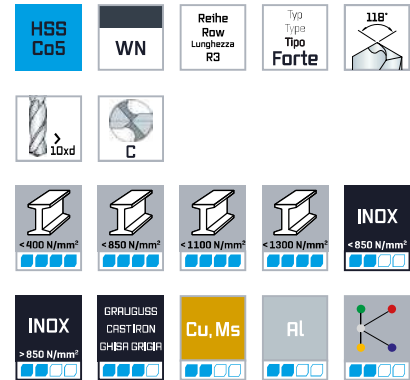 HSS
Co5
WN
Reihe
Row
Lunghezza
R3
Typ
Type
Tipo
Forte
118°
>
10xd
C
<400 N/mm²
<850 N/mm²
<1100 N/mm²
<1300 N/mm²
INOX
<850 N/mm²
INOX
>850 N/mm²
GRAUGUSS
CAST IRON
GHISA GRIGIA
Cu, Ms
Al